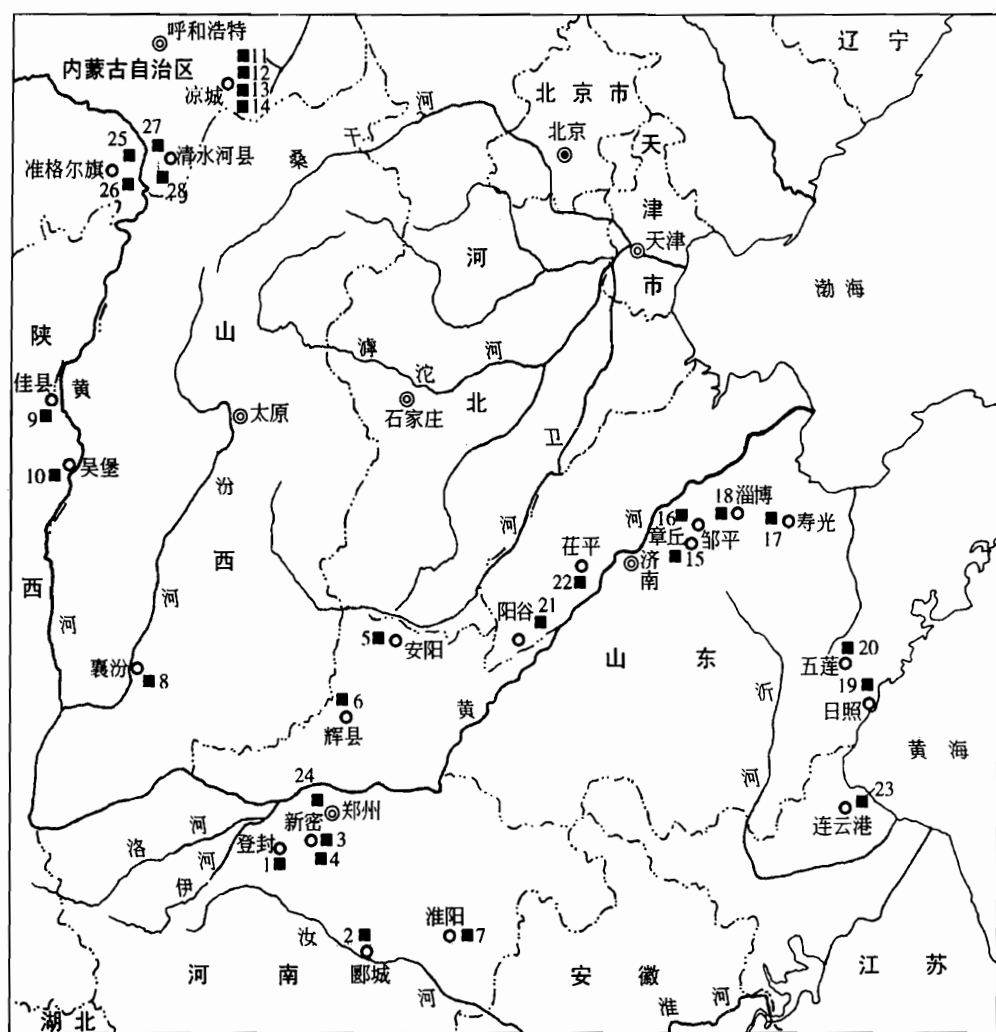 呼和浩特
辽宁
11
内蒙古自治区
12
凉城
13
14
北京市
河
干
桑
北京
天
27
25
清水河县
准格尔旗
26
28
津
天津
河
市
渤海
陕
山
滹
河
沱
佳县
黄
9
太原
石家庄
北
卫
吴堡
10
汾
18
淄博
16
河
寿光
17
章丘
邹平
河
西
茌平
济南
15
22
西
河
阳谷
21
河
5
安阳
山东
20
五莲
襄汾
8
沂
19
日照
6
黄
辉县
黄海
24
河
23
郑州
连云港
新密
河
3
洛
登封
河
4
1
伊
淮阳
汝
2
7
河南
郾城
安徽
江苏
河
淮河
湖北